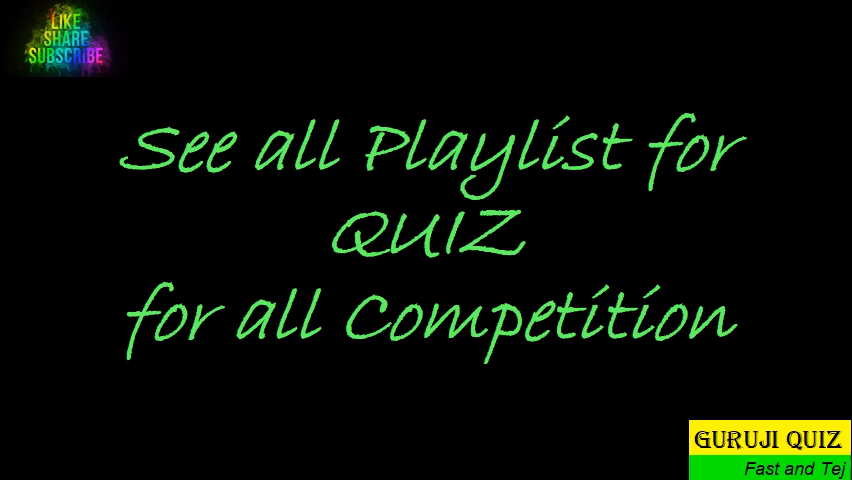 LIKE
SHARE
SUBSCRIBE
See all Playlist for
QUIZ
for all Competition
GURUJI QUIZ
Fast and Tej